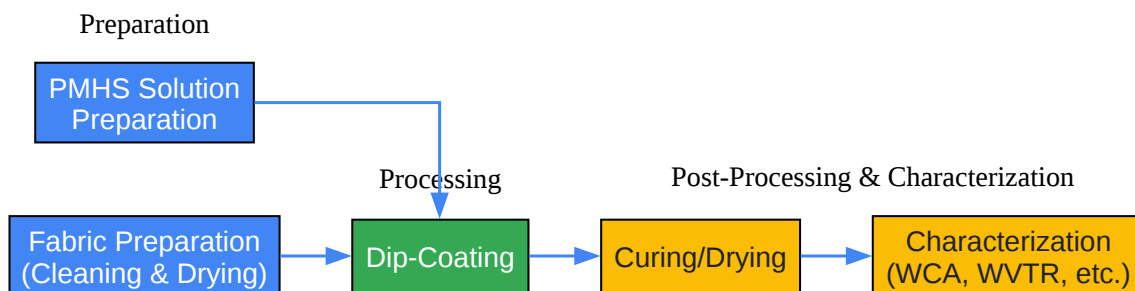 Preparation
PMHS Solution
Preparation
Processing
Post-Processing & Characterization
Fabric Preparation
(Cleaning & Drying)
Dip-Coating
Curing/Drying
Characterization
(WCA, WVTR, etc.)